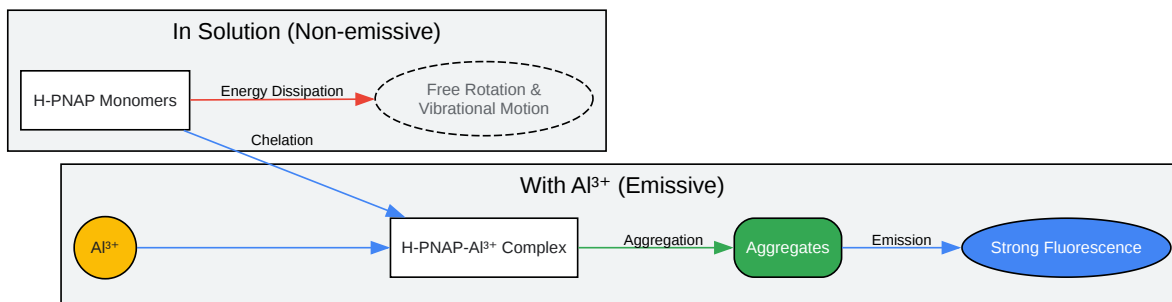 In Solution (Non-emissive)
H-PNAP Monomers
Energy Dissipation
Free Rotation &
Vibrational Motion
Chelation
With Al³⁺ (Emissive)
Al³⁺
H-PNAP-Al³⁺ Complex
Aggregation
Aggregates
Emission
Strong Fluorescence